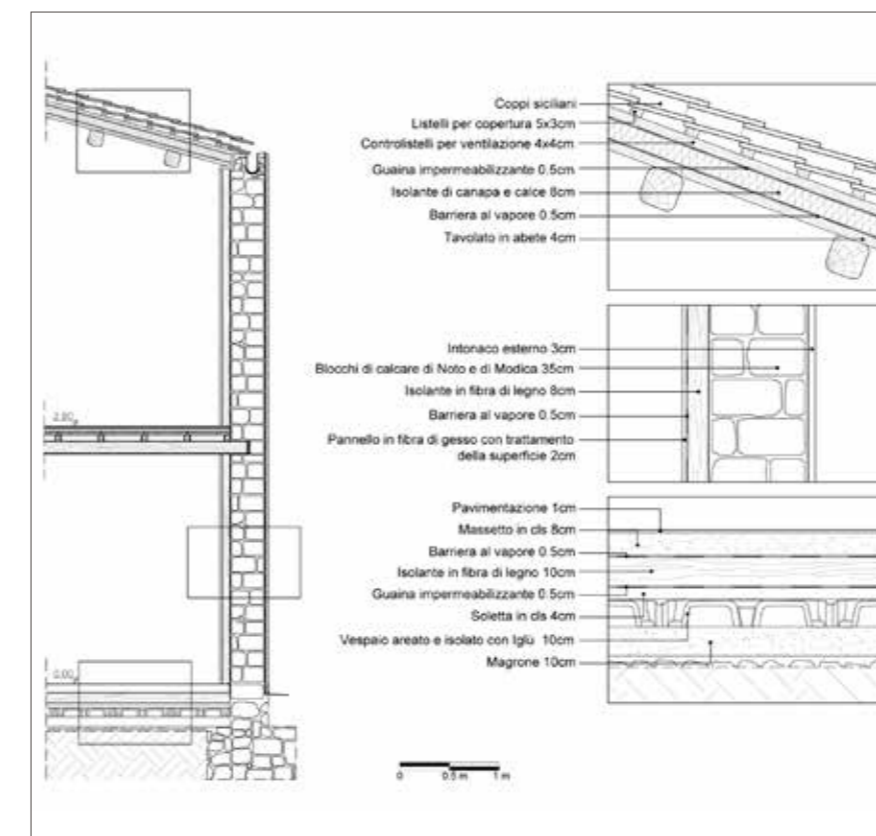 Coppi siciliani
Listelli per copertura 5x3cm
Controlistelli per ventilazione 4x4cm
Guaina impermeabilizzante 0.5cm
Isolante di canapa e calce 8cm
Barriera al vapore 0.5cm
Tavolato in abete 4cm
Intonaco esterno 3cm
Blocchi di calcare di Noto e di Modica 35cm
Isolante in fibra di legno 8cm
Barriera al vapore 0.5cm
Pannello in fibra di gesso con trattamento
della superficie 2cm
2.80
Pavimentazione 1cm
Massetto in cls 8cm
Barriera al vapore 0.5cm
Isolante in fibra di legno 10cm
Guaina impermeabilizzante 0.5cm
Soletta in cls 4cm
Vespaio areato e isolato con Iglù 10cm
Magrone 10cm
0.00
0 0.5 m 1 m